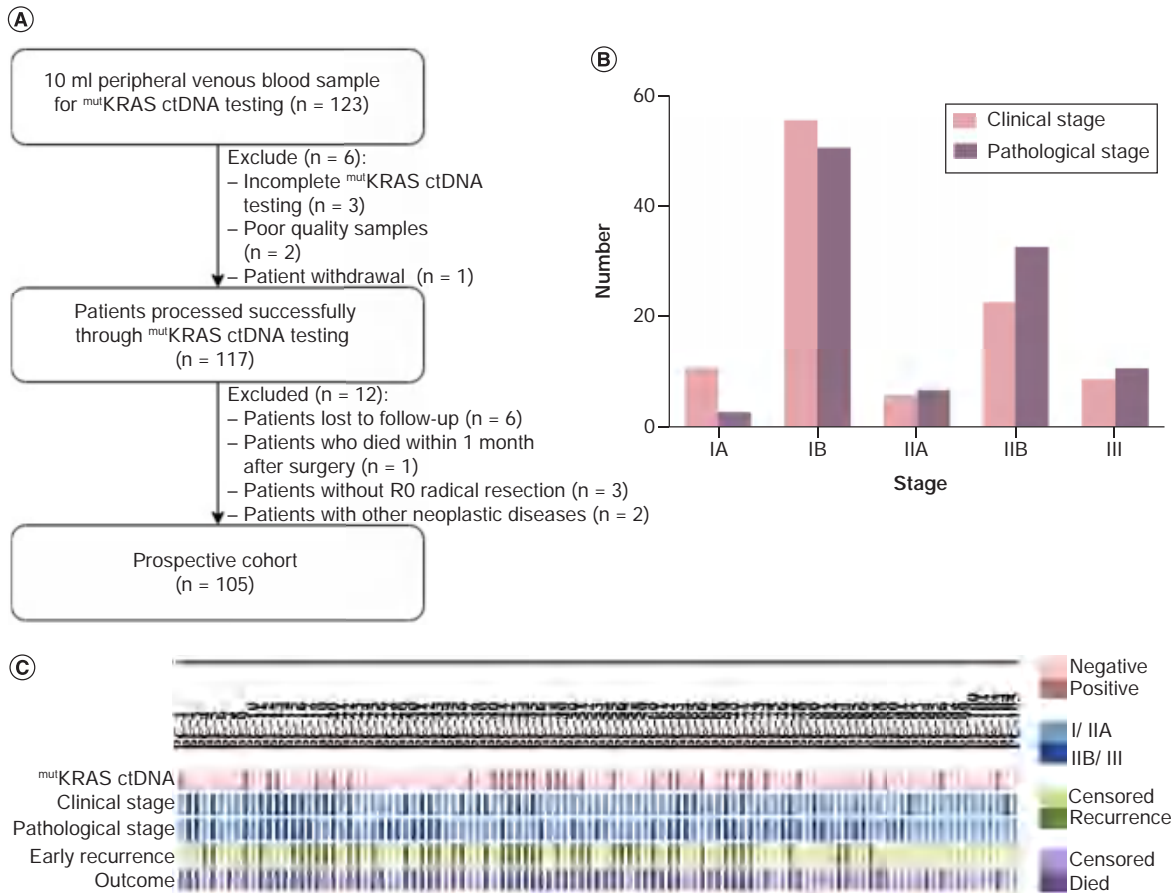 A
10 ml peripheral venous blood sample
for mutKRAS ctDNA testing (n = 123)
Exclude (n = 6):
– Incomplete mutKRAS ctDNA
testing (n = 3)
– Poor quality samples
(n = 2)
– Patient withdrawal (n = 1)
Patients processed successfully
through mutKRAS ctDNA testing
(n = 117)
Excluded (n = 12):
– Patients lost to follow-up (n = 6)
– Patients who died within 1 month
after surgery (n = 1)
– Patients without R0 radical resection (n = 3)
– Patients with other neoplastic diseases (n = 2)
Prospective cohort
(n = 105)
B
60
40
20
0
Number
Clinical stage
Pathological stage
IA IB IIA IIB III
Stage
C
mutKRAS ctDNA
Clinical stage
Pathological stage
Early recurrence
Outcome
Negative
Positive
I/ IIA
IIB/ III
Censored
Recurrence
Censored
Died